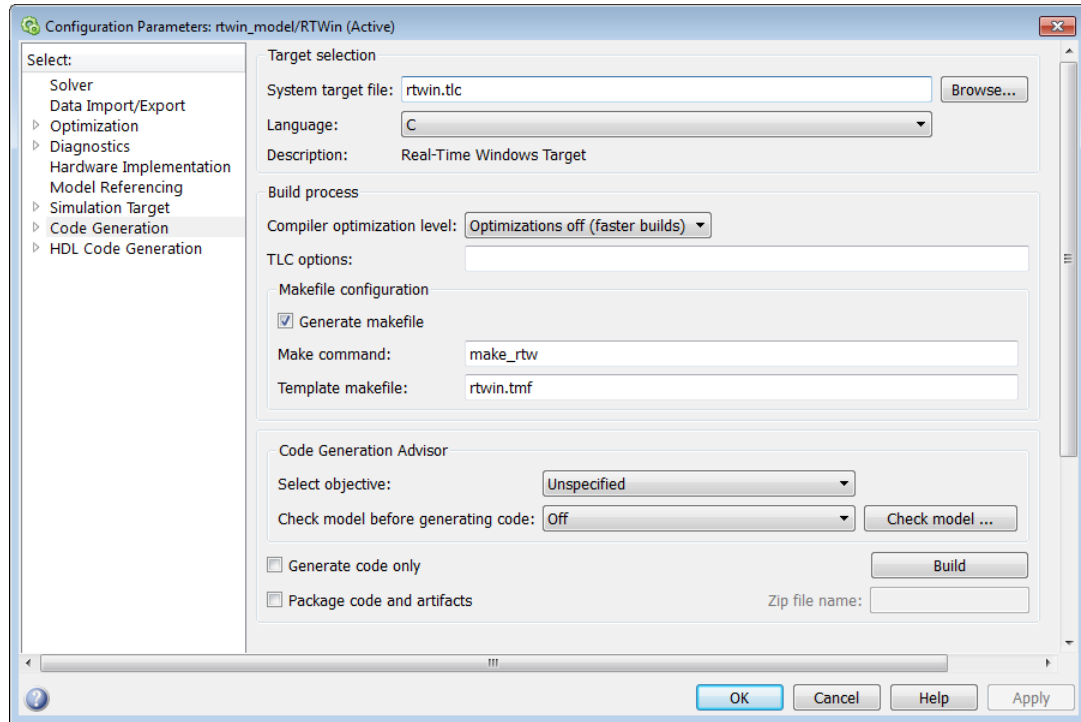 Configuration Parameters: rtwin_model/RTWin (Active)
Select:
Solver
Data Import/Export
Optimization
Diagnostics
Hardware Implementation
Model Referencing
Simulation Target
Code Generation
HDL Code Generation
Target selection
System target file: rtwin.tlc Browse...
Language: C
Description: Real-Time Windows Target
Build process
Compiler optimization level: Optimizations off (faster builds)
TLC options:
Makefile configuration
Generate makefile
Make command: make_rtw
Template makefile: rtwin.tmf
Code Generation Advisor
Select objective: Unspecified
Check model before generating code: Off Check model ...
Generate code only Build
Package code and artifacts Zip file name:
OK Cancel Help Apply